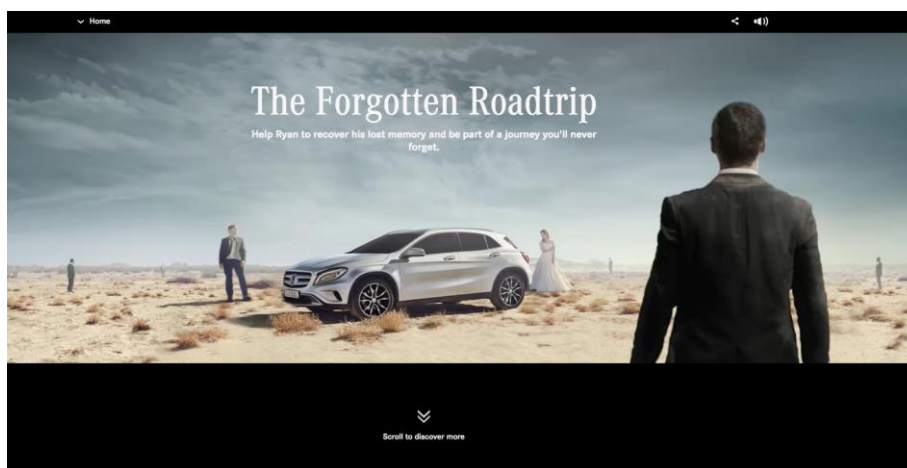 Home
The Forgotten Roadtrip
Help Ryan to recover his lost memory and be part of a journey you'll never
forget.
Scroll to discover more